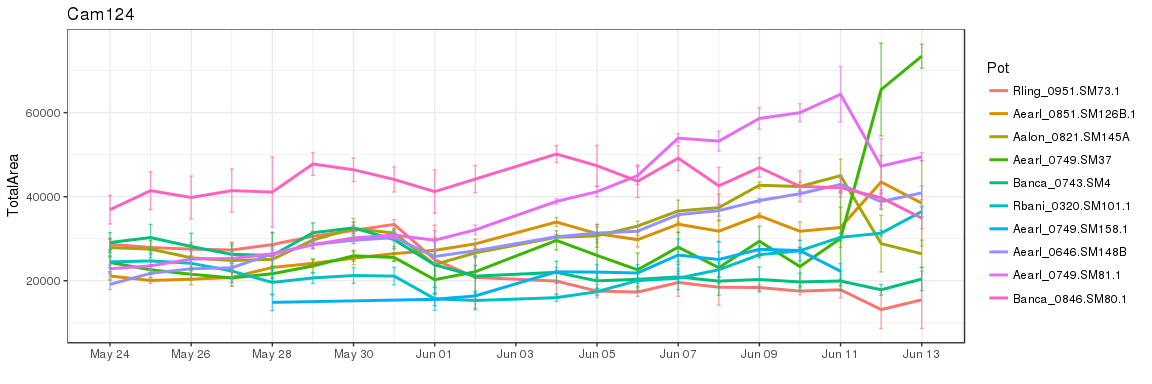 Cam124
TotalArea
60000
40000
20000
May 24 May 26 May 28 May 30 Jun 01 Jun 03 Jun 05 Jun 07 Jun 09 Jun 11 Jun 13
Pot
Rling_0951.SM73.1
Aearl_0851.SM126B.1
Aalon_0821.SM145A
Aearl_0749.SM37
Banca_0743.SM4
Rbani_0320.SM101.1
Aearl_0749.SM158.1
Aearl_0646.SM148B
Aearl_0749.SM81.1
Banca_0846.SM80.1